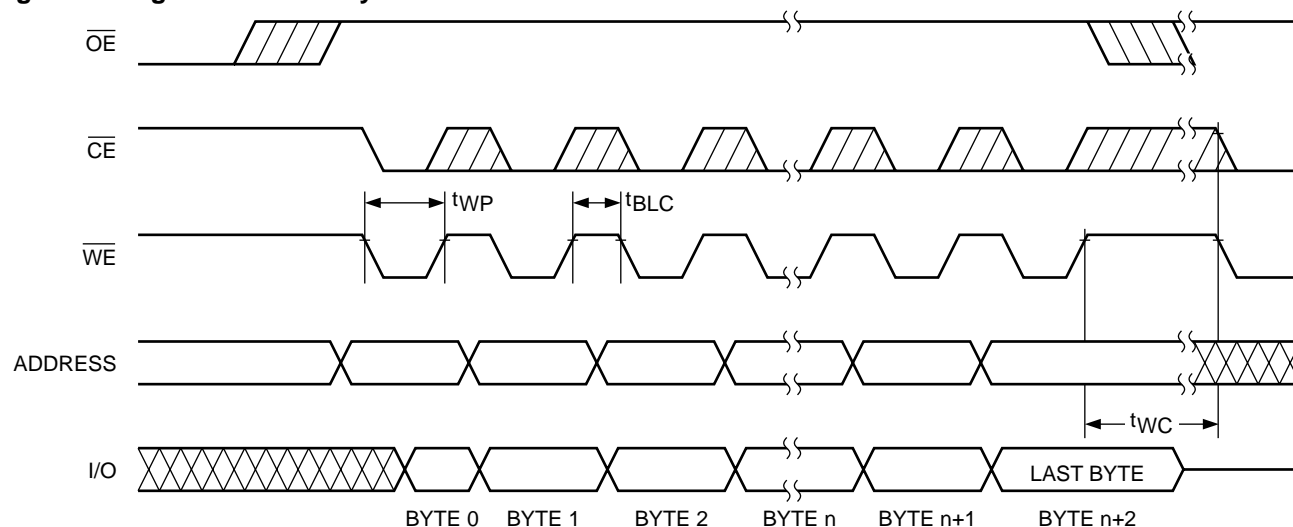 OE
CE
tWP
tBLC
WE
ADDRESS
tWC
I/O
LAST BYTE
BYTE 0 BYTE 1 BYTE 2 BYTE n BYTE n+1 BYTE n+2